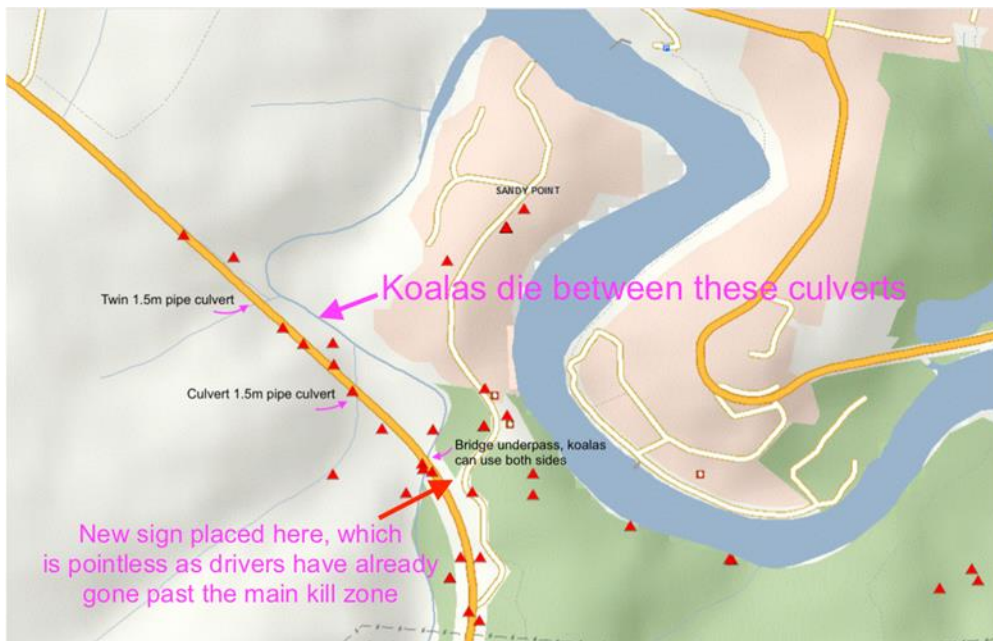 SANDY POINT
Koalas die between these culverts
Twin 1.5m pipe culvert
Culvert 1.5m pipe culvert
Bridge underpass, koalas
can use both sides
New sign placed here, which
is pointless as drivers have already
gone past the main kill zone